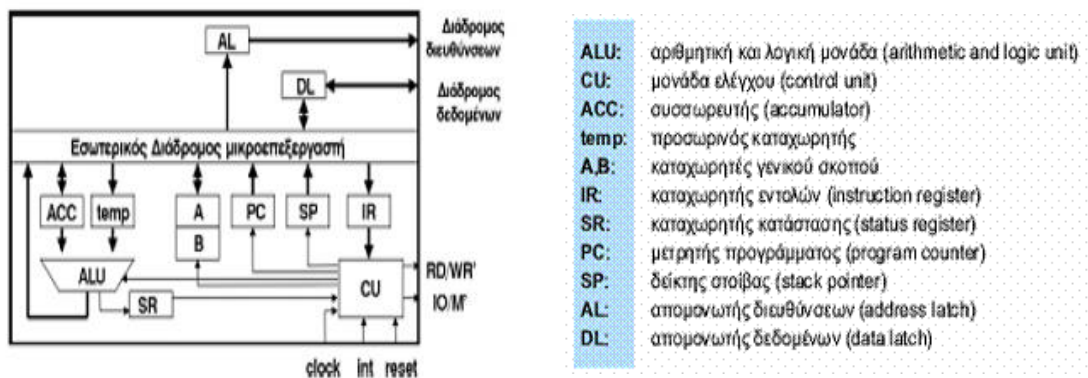 Διάδρομος
διευθύνσεων
AL
DL
Διάδρομος
δεδομένων
Εσωτερικός Διάδρομος μικροεπεξεργαστή
ACC
temp
A
PC
SP
IR
B
ALU
CU
RD/WR'
SR
IO/M'
clock int reset
ALU: αριθμητική και λογική μονάδα (arithmetic and logic unit)
CU: μονάδα ελέγχου (control unit)
ACC: συσσωρευτής (accumulator)
temp: προσωρινός καταχωρητής
A,B: καταχωρητές γενικού σκοπού
IR: καταχωρητής εντολών (instruction register)
SR: καταχωρητής κατάστασης (status register)
PC: μετρητής προγράμματος (program counter)
SP: δείκτης στοίβας (stack pointer)
AL: απομονωτής διευθύνσεων (address latch)
DL: απομονωτής δεδομένων (data latch)